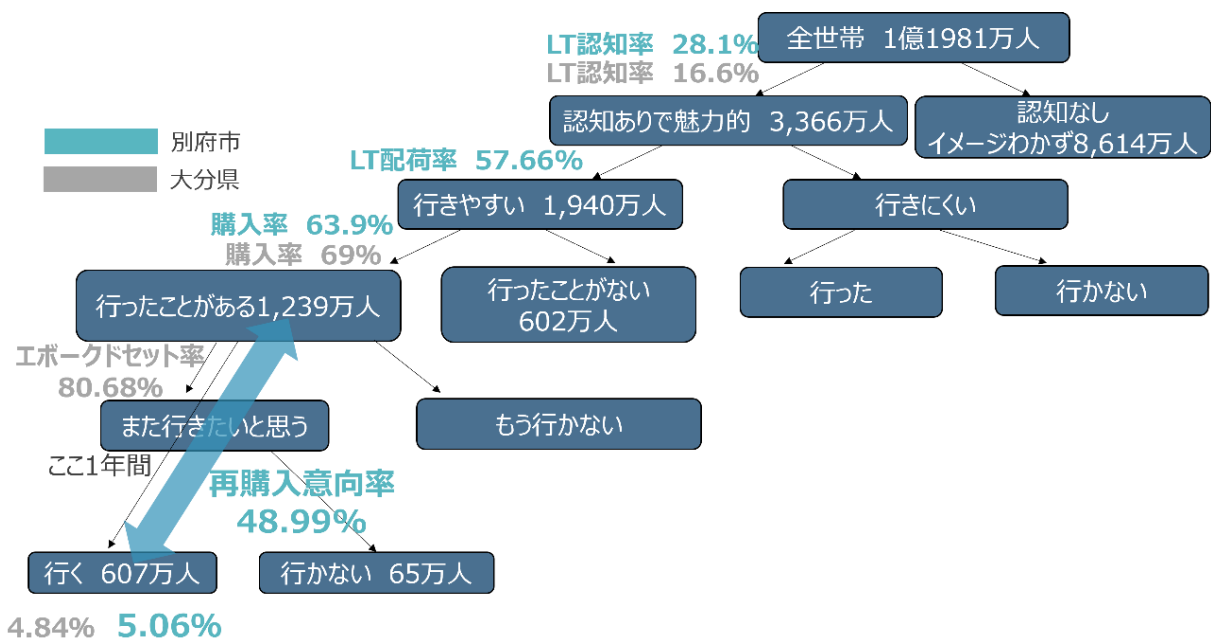 全世帯 1億1981万人
LT認知率 28.1%
LT認知率 16.6%
認知ありで魅力的 3,366万人
認知なし
イメージわかず8,614万人
別府市
大分県
LT配荷率 57.66%
行きやすい 1,940万人
行きにくい
購入率 63.9%
購入率 69%
行ったことがある1,239万人
行ったことがない
602万人
行った
行かない
エボークドセット率
80.68%
また行きたいと思う
もう行かない
ここ1年間
再購入意向率
48.99%
行く 607万人
行かない 65万人
4.84% 5.06%